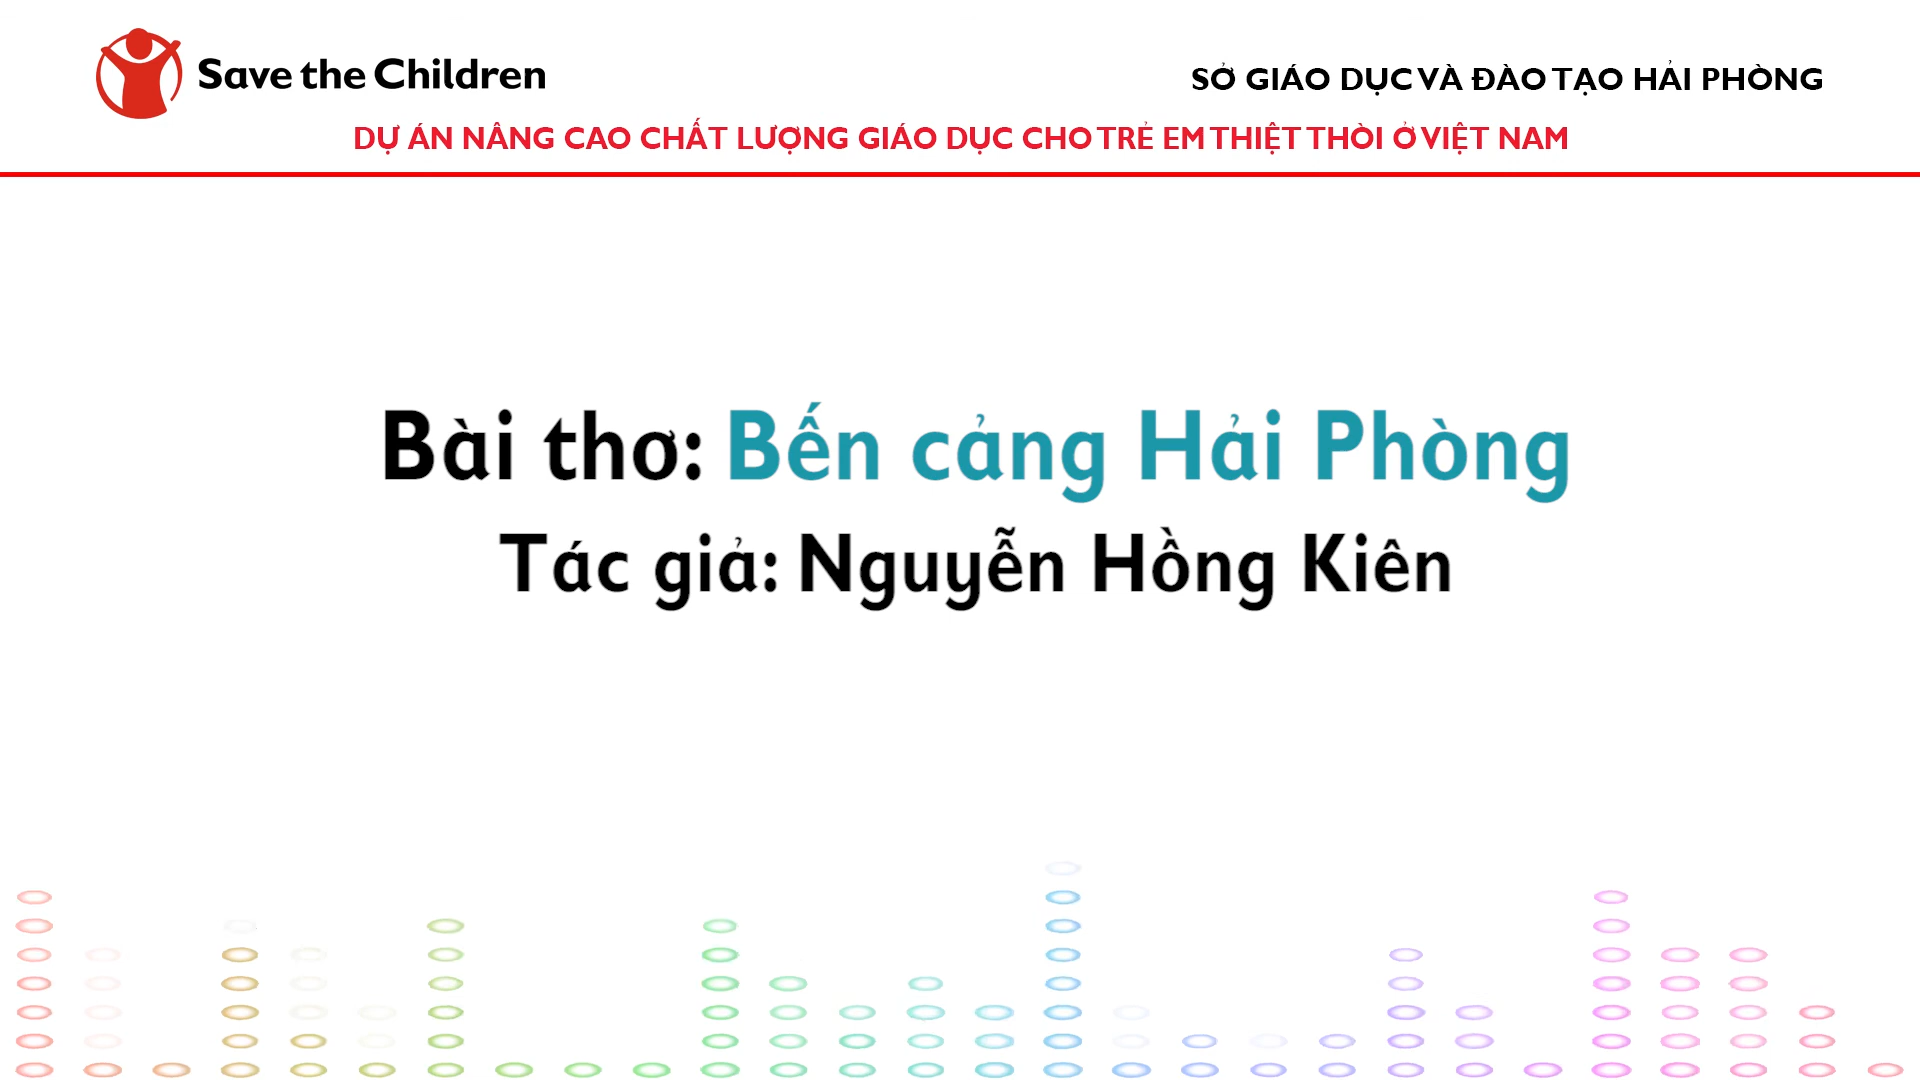 Save the Children
SỞ GIÁO DỤC VÀ ĐÀO TẠO HẢI PHÒNG
DỰ ÁN NÂNG CAO CHẤT LƯỢNG GIÁO DỤC CHO TRẺ EM THIỆT THÒI Ở VIỆT NAM
Bài thơ: Bến cảng Hải Phòng
Tác giả: Nguyễn Hồng Kiên